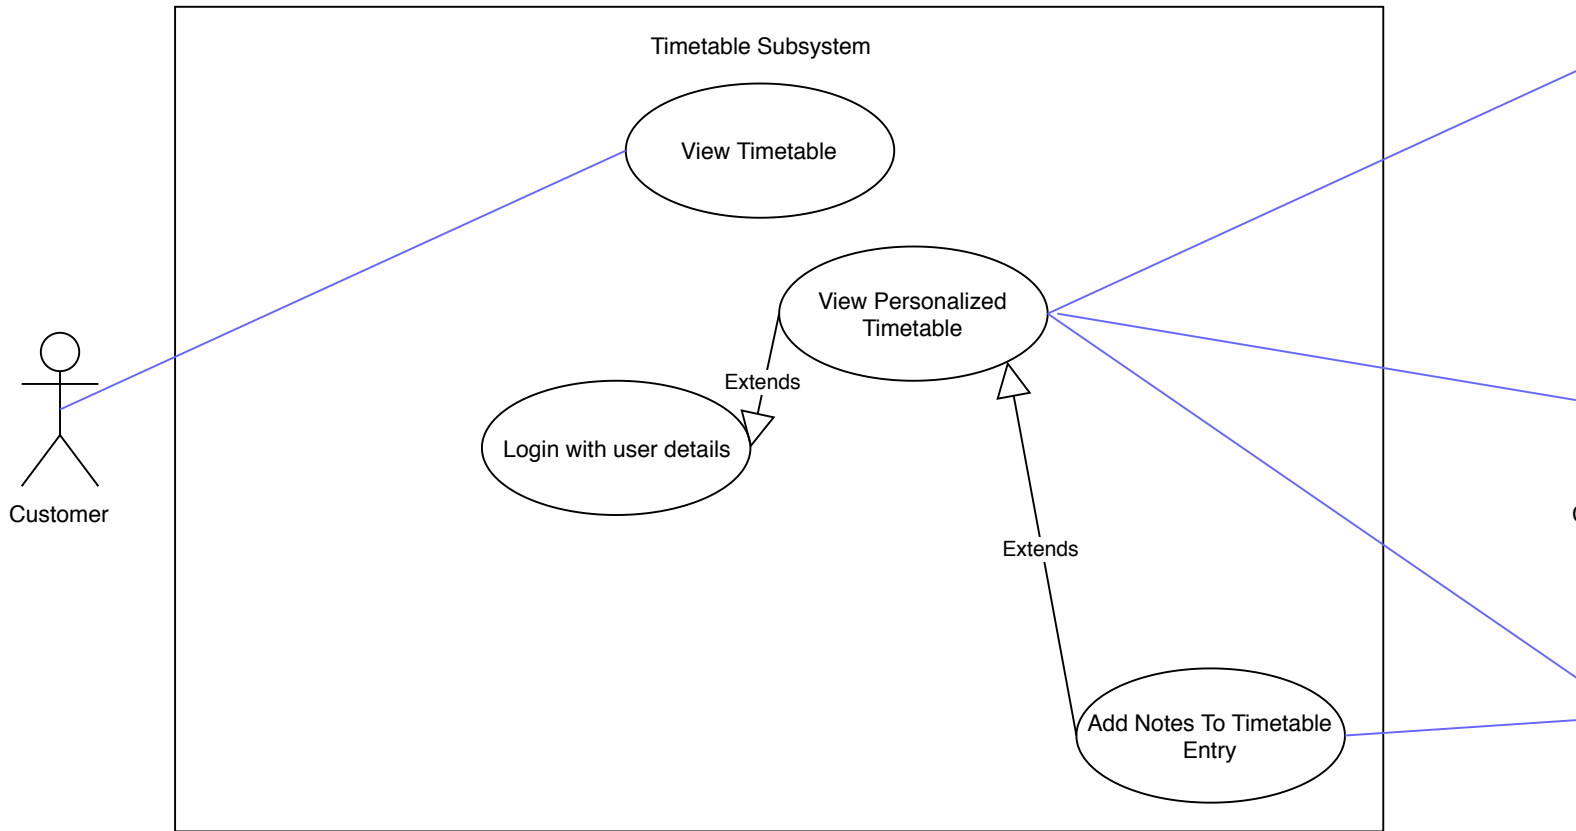 Timetable Subsystem
View Timetable
View Personalized
Timetable
Extends
Login with user details
Customer
Extends
Add Notes To Timetable
Entry